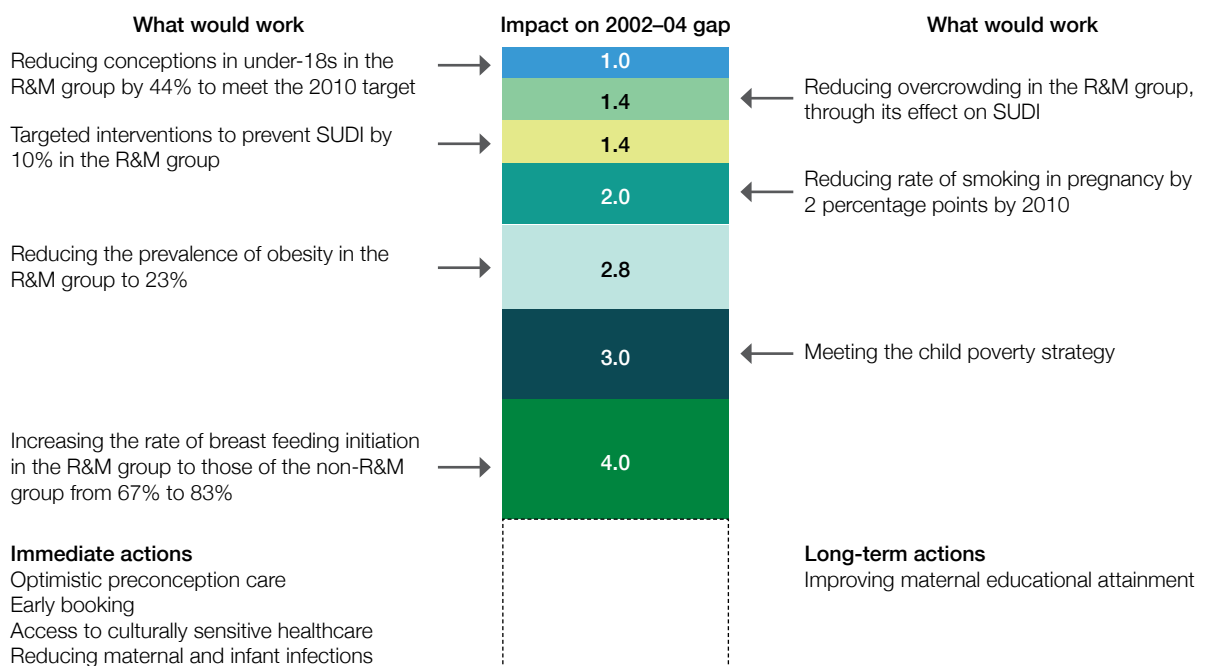 What would work
Impact on 2002–04 gap
What would work
Reducing conceptions in under-18s in the
R&M group by 44% to meet the 2010 target
1.0
1.4
Reducing overcrowding in the R&M group,
through its effect on SUDI
Targeted interventions to prevent SUDI by
10% in the R&M group
1.4
2.0
Reducing rate of smoking in pregnancy by
2 percentage points by 2010
Reducing the prevalence of obesity in the
R&M group to 23%
2.8
3.0
Meeting the child poverty strategy
Increasing the rate of breast feeding initiation
in the R&M group to those of the non-R&M
group from 67% to 83%
4.0
Immediate actions
Optimistic preconception care
Early booking
Access to culturally sensitive healthcare
Reducing maternal and infant infections
Long-term actions
Improving maternal educational attainment